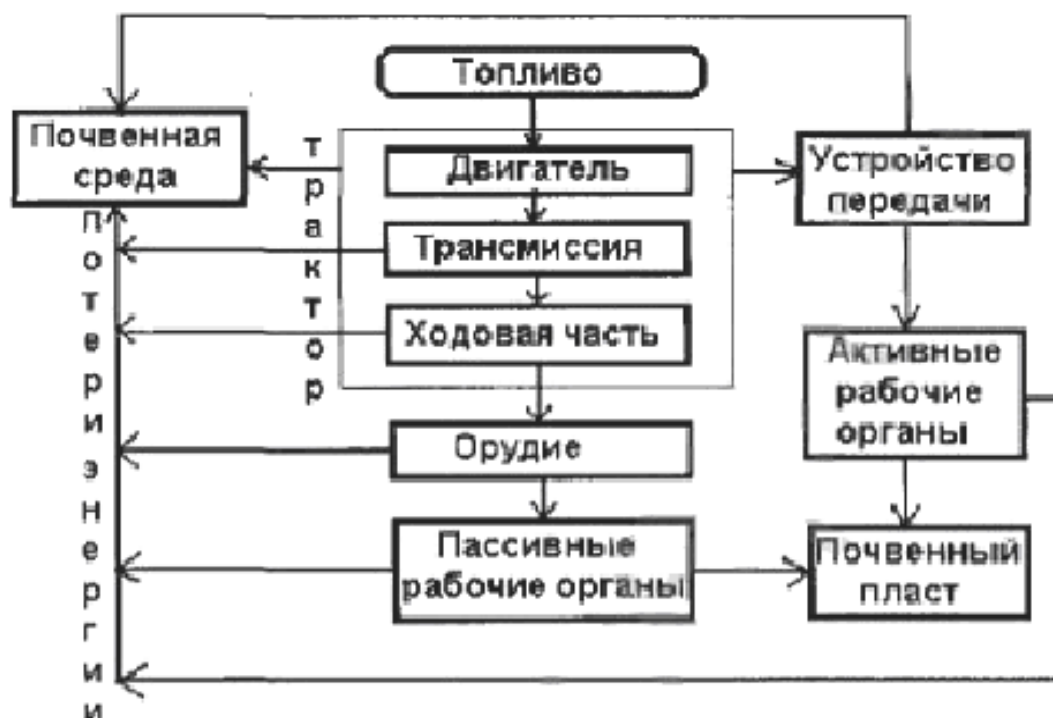 Топливо
Почвенная
среда
трактор
Двигатель
Устройство
передачи
Трансмиссия
Ходовая часть
Активные
рабочие
органы
Орудие
Пассивные
рабочие органы
Почвенный
пласт
потери энергии